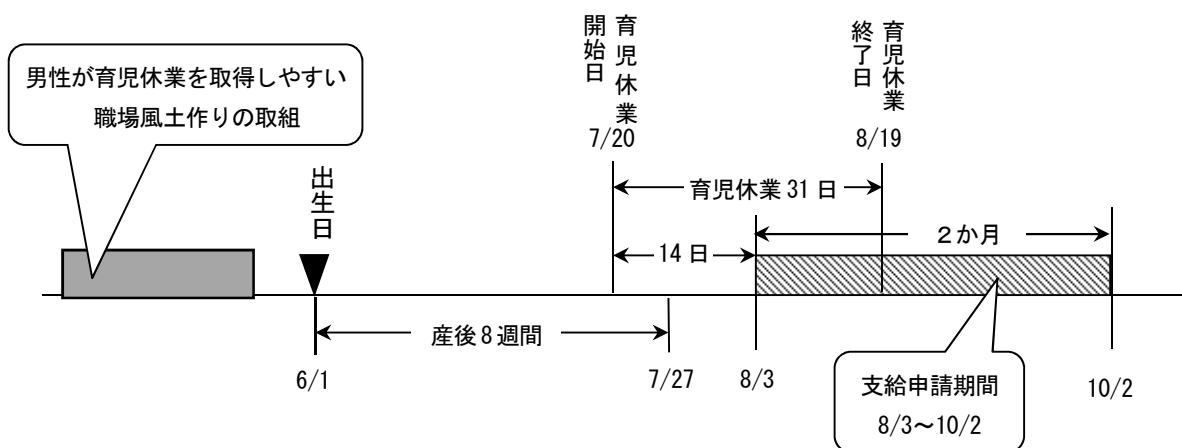 男性が育児休業を取得しやすい
職場風土作りの取組
出生日
6/1
産後8週間
7/27
育児休業
開始日
7/20
育児休業
終了日
8/19
育児休業 31 日
14 日
2か月
8/3
支給申請期間
8/3～10/2
10/2